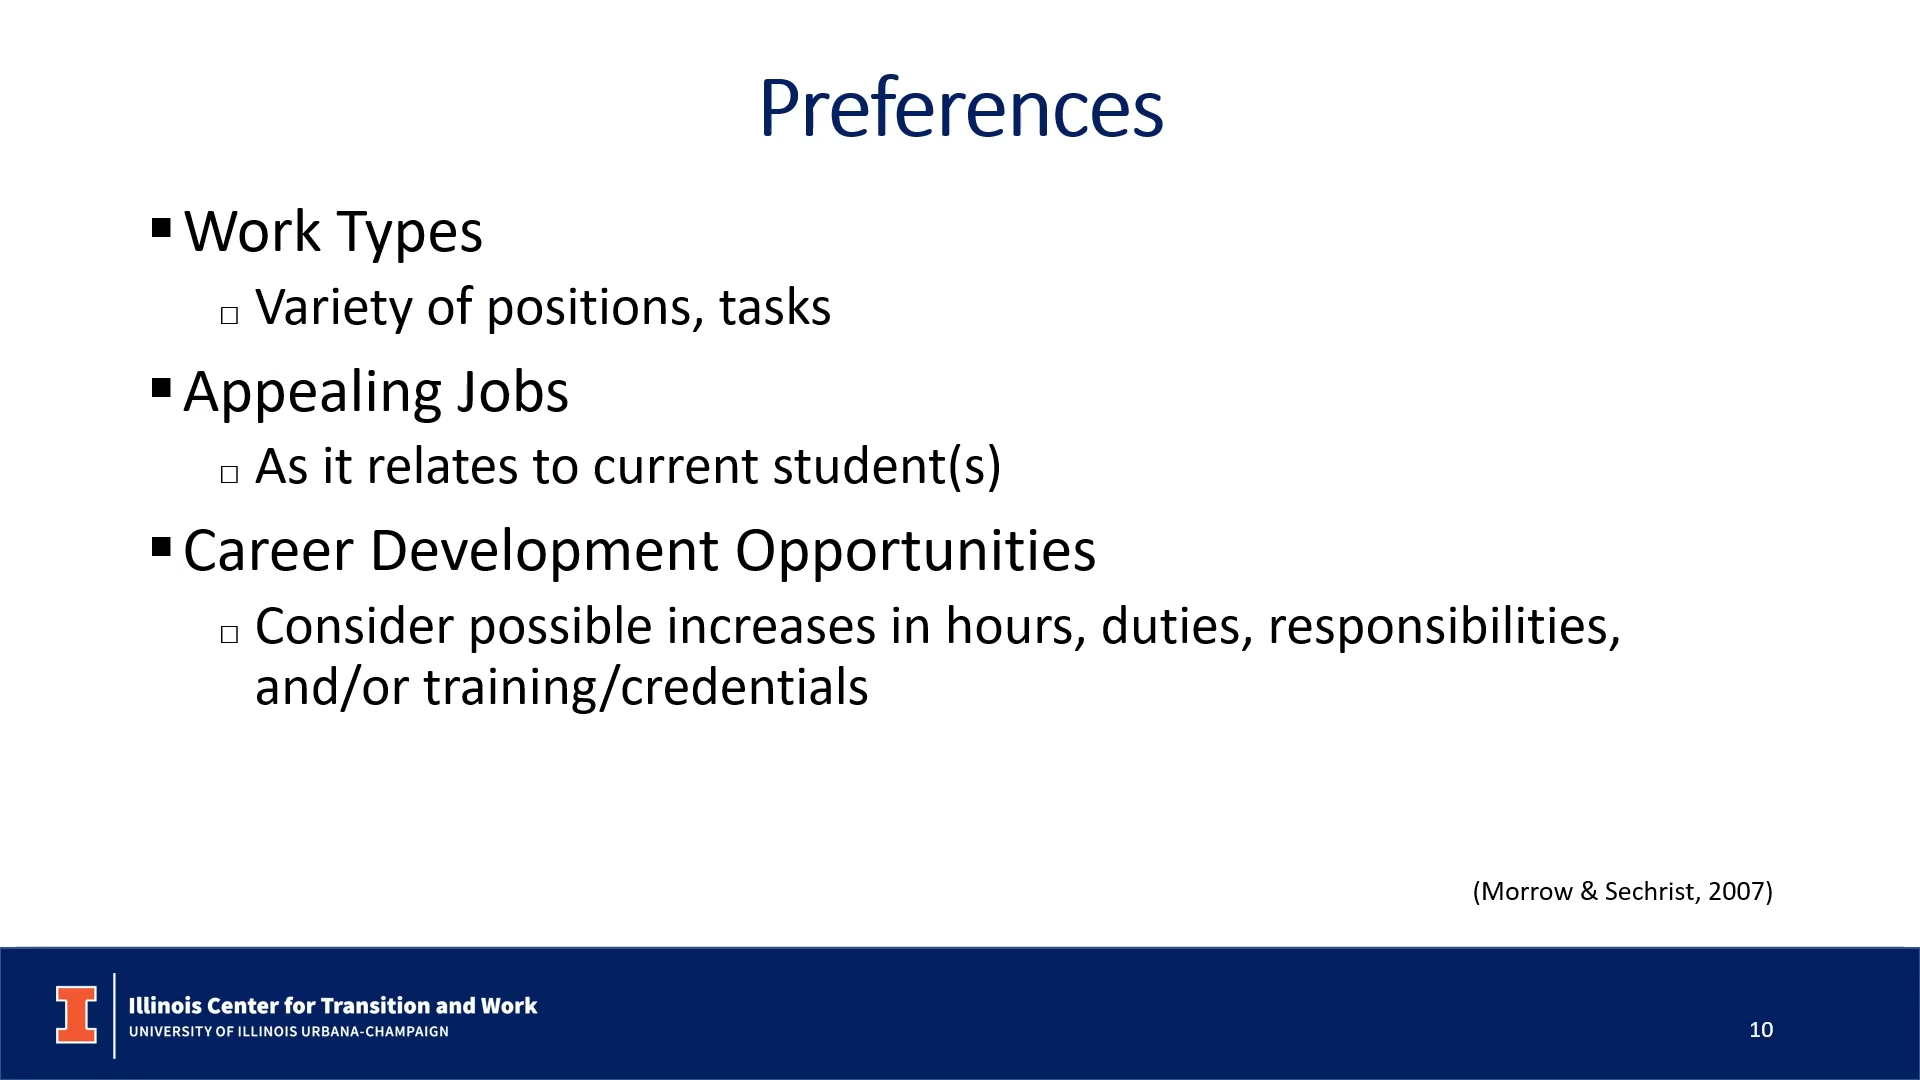 Preferences
▪ Work Types
□ Variety of positions, tasks
▪ Appealing Jobs
□ As it relates to current student(s)
▪ Career Development Opportunities
□ Consider possible increases in hours, duties, responsibilities,
and/or training/credentials
(Morrow & Sechrist, 2007)
I
Illinois Center for Transition and Work
UNIVERSITY OF ILLINOIS URBANA-CHAMPAIGN
10